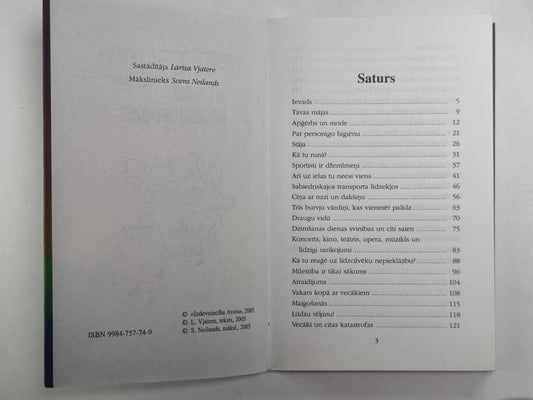 Sastādītāja Larisa Vjatere
Mākslinieks Svens Neilands
© «Izdevniecība Avots», 2005
© L. Vjatere, teksts, 2005
© S. Neilands, māksl., 2005
ISBN 9984-757-74-9
Saturs
Ievads 5
Tavas mājas 9
Apģērbs un mode 12
Par personīgo higiēnu 21
Stāja 26
Kā tu runā? 31
Sportisti ir džentlmeņi 37
Arī uz ielas tu neesi viens 41
Sabiedriskajos transporta līdzekļos 46
Cīņa ar nazi un dakšiņu 56
Trīs burvju vārdiņi, kas vienmēr palīdz 63
Draugu vidū 70
Dzimšanas dienas svinības un citi saieti 75
Koncerts, kino, teātris, opera, mūzikls un
līdzīgi sarīkojumi 83
Kā tu reaģē uz līdzcilvēku nepieklājību? 88
Mīlestība ir tikai sākums 96
Atraidījums 104
Vakars kopā ar vecākiem 108
Maigošanās 115
Lūdzu rēķinu! 118
Vecāki un citas katastrofas 121
3